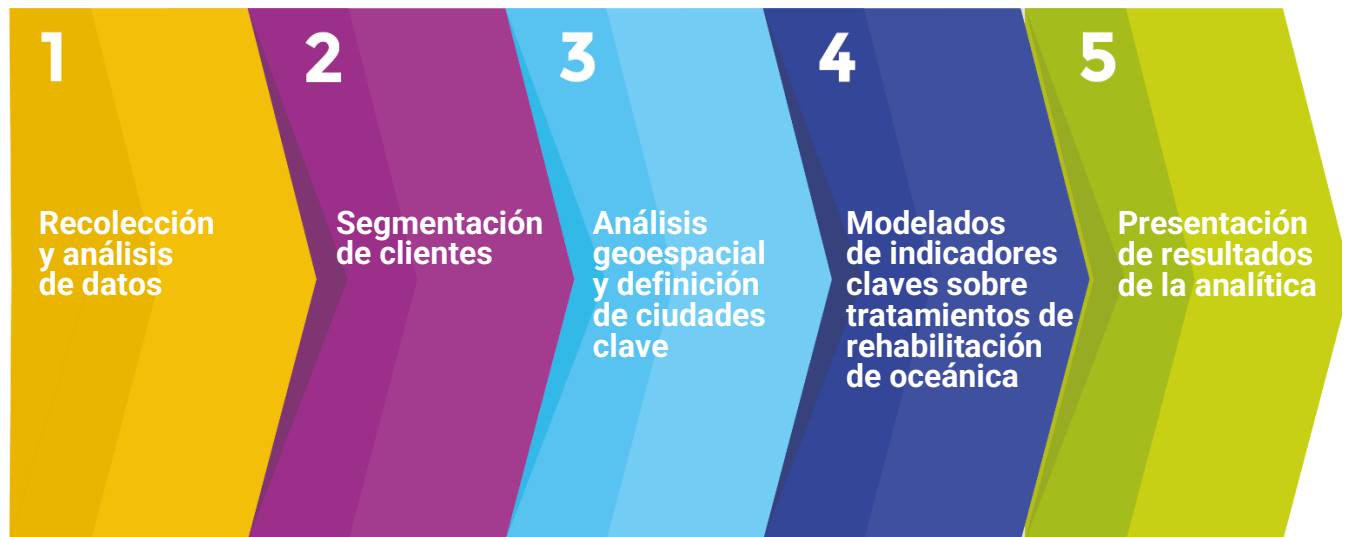 1
Recolección
y análisis
de datos
2
Segmentación
de clientes
3
Análisis
geoespacial
y definición
de ciudades
clave
4
Modelados
de indicadores
claves sobre
tratamientos de
rehabilitación
de oceánica
5
Presentación
de resultados
de la analítica